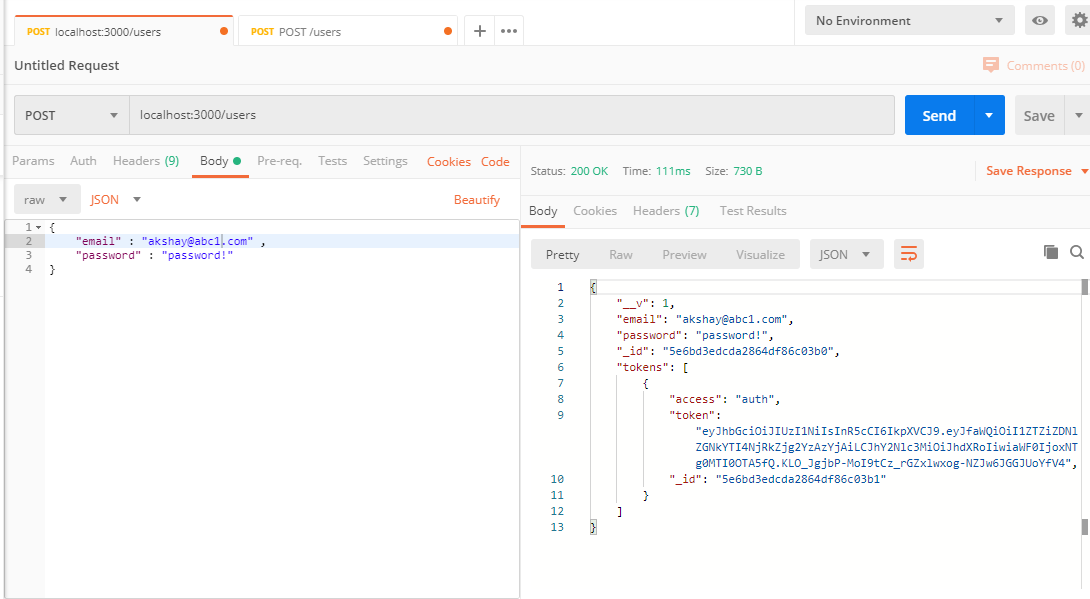 POST localhost:3000/users
POST POST /users
No Environment
Untitled Request
Comments (0)
POST
localhost:3000/users
Send
Save
Params Auth Headers (9) Body Pre-req. Tests Settings Cookies Code
raw
JSON
Beautify
1 {
2 "email" : "akshay@abc1.com" ,
3 "password" : "password!"
4 }
Status: 200 OK Time: 111ms Size: 730 B
Save Response
Body Cookies Headers (7) Test Results
Pretty Raw Preview Visualize JSON
1 {
2 "__v": 1,
3 "email": "akshay@abc1.com",
4 "password": "password!",
5 "_id": "5e6bd3edcda2864df86c03b0",
6 "tokens": [
7 {
8 "access": "auth",
9 "token":
"eyJhbGciOiJIUzI1NiIsInR5cCI6IkpXVCJ9.eyJfaWQiOiI1ZTZiZDNl
ZGNkYTI4NjRkZjg2YzAzYjAiLCJhY2Nlc3MiOiJhdXRoIiwiaWF0IjoxNT
g0MTI0OTA5fQ.KLO_JgjbP-MoI9tCz_rGZxlwxog-NZJw6JGGJUoYfV4",
10 "_id": "5e6bd3edcda2864df86c03b1"
11 }
12 ]
13 }